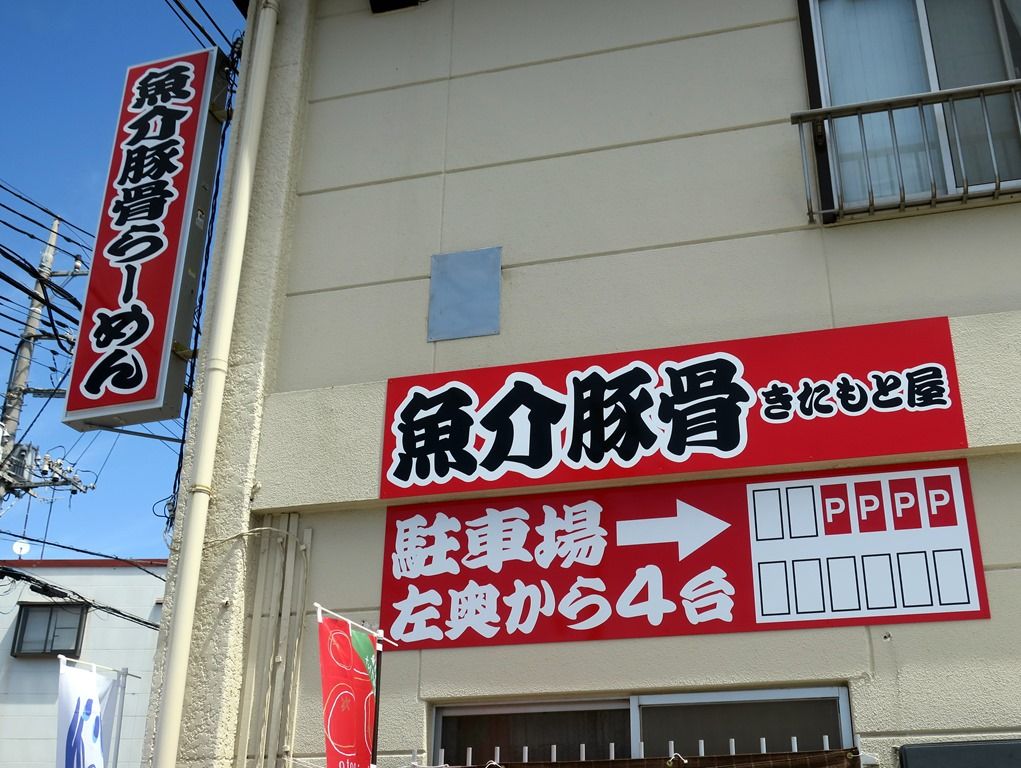 魚介豚骨らーめん
魚介豚骨 きたもと屋
駐車場→
左奥から4台
P P P P